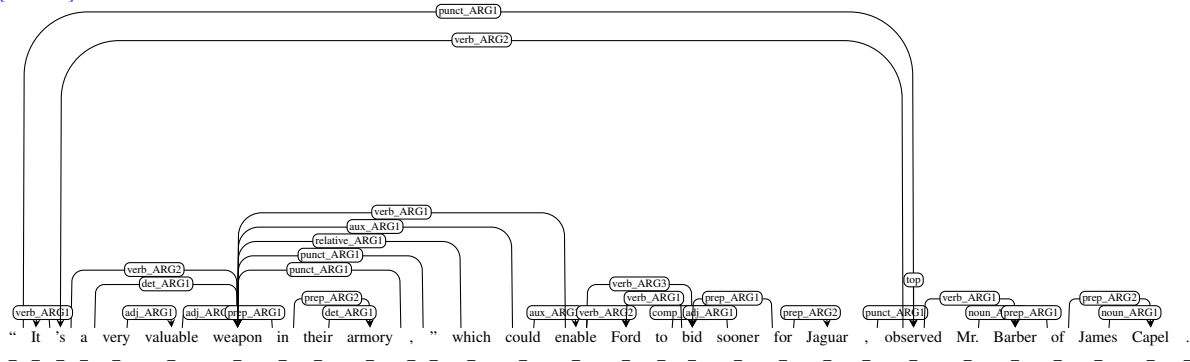 punct_ARG1
verb_ARG2
verb_ARG1
aux_ARG1
relative_ARG1
punct_ARG1
verb_ARG2 punct_ARG1
top
det_ARG1 verb_ARG3
prep_ARG2 verb_ARG1 prep_ARG1 verb_ARG1 prep_ARG2
verb_ARG1 adj_ARG1 prep_ARG1 det_ARG1 verb_ARG2 adj_ARG1 prep_ARG2 punct_ARG1 prep_ARG1 noun_ARG1
“ It 's a very valuable weapon in their armory , ” which could enable Ford to bid sooner for Jaguar , observed Mr. Barber of James Capel .